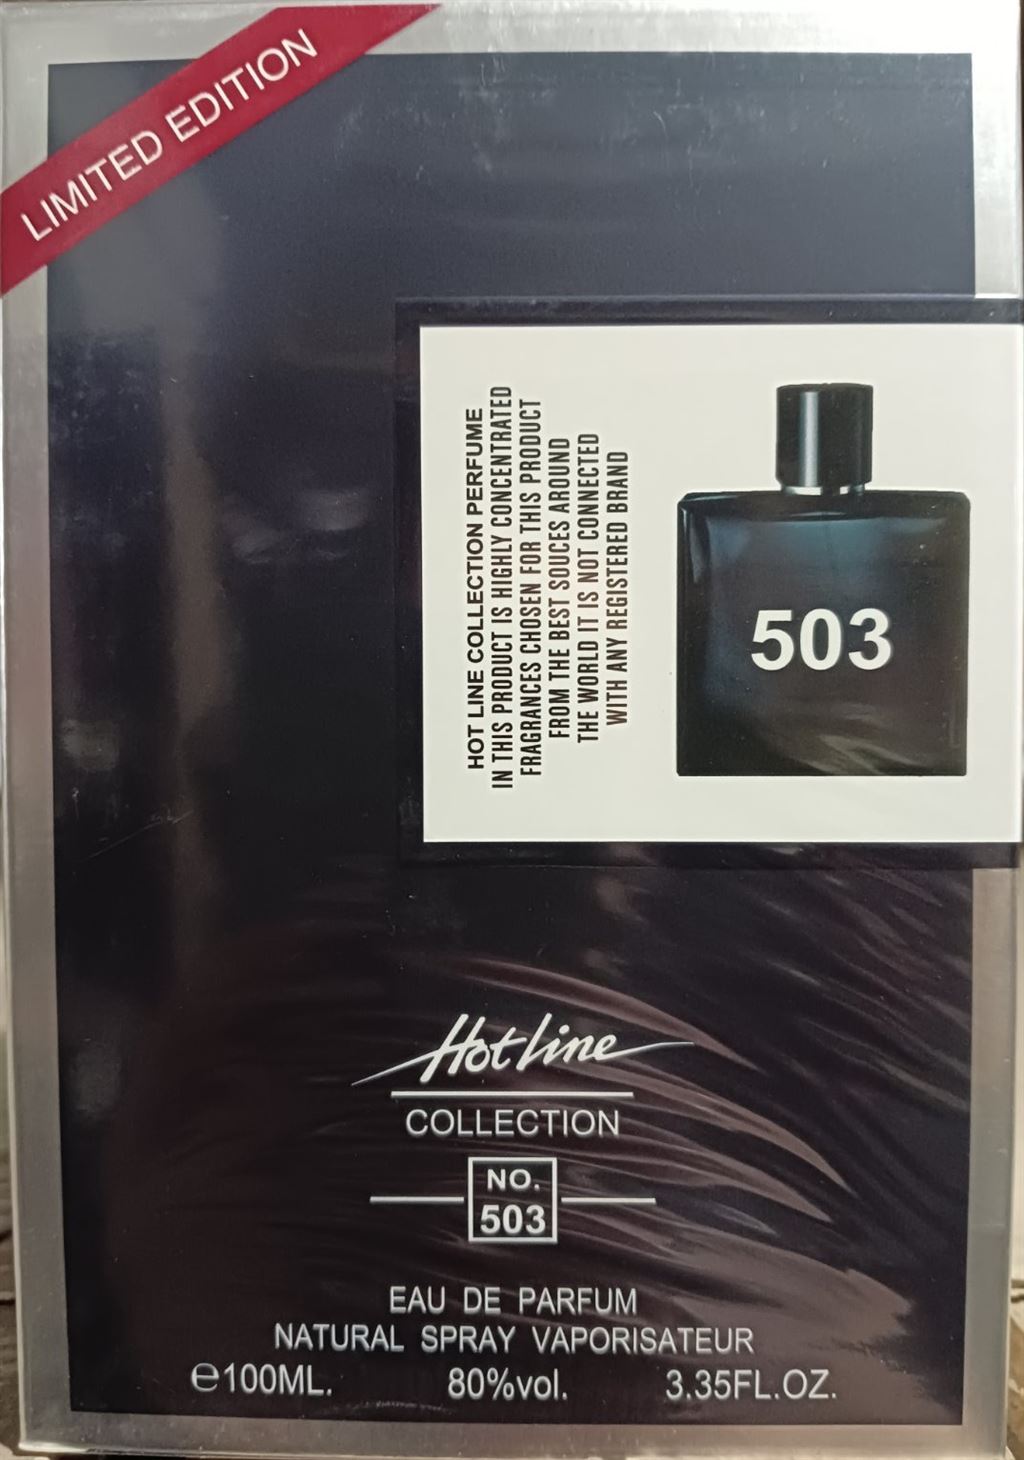 LIMITED EDITION
HOT LINE COLLECTION PERFUME
IN THIS PRODUCT IS HIGHLY CONCENTRATED
FRAGRANCES CHOSEN FOR THIS PRODUCT
FROM THE BEST SOUCES AROUND
THE WORLD IT IS NOT CONNECTED
WITH ANY REGISTERED BRAND
503
Hot Line
COLLECTION
NO.
503
EAU DE PARFUM
NATURAL SPRAY VAPORISATEUR
℮100ML. 80%vol. 3.35FL.OZ.